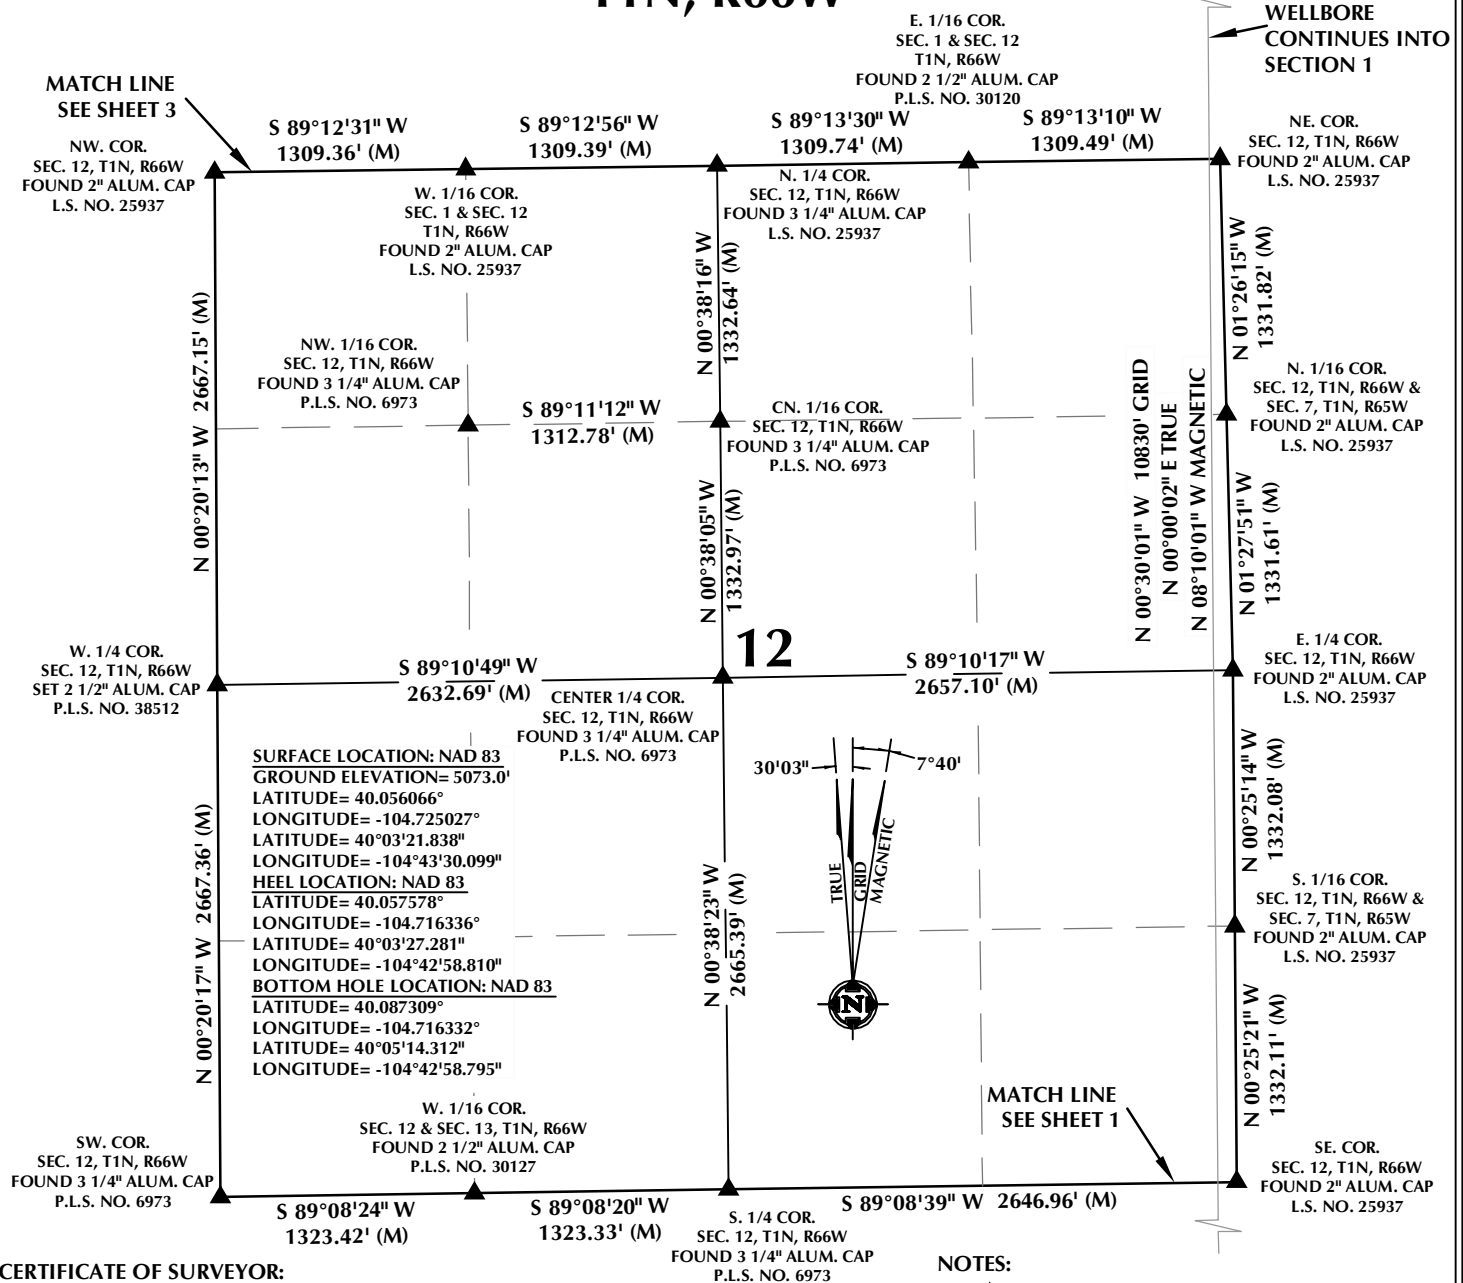 T1N, R66W
WELLBORE
CONTINUES INTO
SECTION 1
E. 1/16 COR.
SEC. 1 & SEC. 12
T1N, R66W
FOUND 2 1/2" ALUM. CAP
P.L.S. NO. 30120
MATCH LINE
SEE SHEET 3
S 89°12'31" W
1309.36' (M)
S 89°12'56" W
1309.39' (M)
S 89°13'30" W
1309.74' (M)
S 89°13'10" W
1309.49' (M)
NW. COR.
SEC. 12, T1N, R66W
FOUND 2" ALUM. CAP
L.S. NO. 25937
NE. COR.
SEC. 12, T1N, R66W
FOUND 2" ALUM. CAP
L.S. NO. 25937
W. 1/16 COR.
SEC. 1 & SEC. 12
T1N, R66W
FOUND 2" ALUM. CAP
L.S. NO. 25937
N. 1/4 COR.
SEC. 12, T1N, R66W
FOUND 3 1/4" ALUM. CAP
L.S. NO. 25937
N 00°20'13" W 2667.15' (M)
N 00°38'16" W
1332.64' (M)
N 01°26'15" W
1331.82' (M)
NW. 1/16 COR.
SEC. 12, T1N, R66W
FOUND 3 1/4" ALUM. CAP
P.L.S. NO. 6973
S 89°11'12" W
1312.78' (M)
CN. 1/16 COR.
SEC. 12, T1N, R66W
FOUND 3 1/4" ALUM. CAP
P.L.S. NO. 6973
N 00°30'01" W 10830' GRID
N 00°00'02" E TRUE
N 08°10'01" W MAGNETIC
N. 1/16 COR.
SEC. 12, T1N, R66W &
SEC. 7, T1N, R65W
FOUND 2" ALUM. CAP
L.S. NO. 25937
N 00°38'05" W
1332.97' (M)
N 01°27'51" W
1331.61' (M)
W. 1/4 COR.
SEC. 12, T1N, R66W
SET 2 1/2" ALUM. CAP
P.L.S. NO. 38512
S 89°10'49" W
2632.69' (M)
12
S 89°10'17" W
2657.10' (M)
E. 1/4 COR.
SEC. 12, T1N, R66W
FOUND 2" ALUM. CAP
L.S. NO. 25937
CENTER 1/4 COR.
SEC. 12, T1N, R66W
FOUND 3 1/4" ALUM. CAP
P.L.S. NO. 6973
SURFACE LOCATION: NAD 83
GROUND ELEVATION= 5073.0'
LATITUDE= 40.056066°
LONGITUDE= -104.725027°
LATITUDE= 40°03'21.838"
LONGITUDE= -104°43'30.099"
HEEL LOCATION: NAD 83
LATITUDE= 40.057578°
LONGITUDE= -104.716336°
LATITUDE= 40°03'27.281"
LONGITUDE= -104°42'58.810"
BOTTOM HOLE LOCATION: NAD 83
LATITUDE= 40.087309°
LONGITUDE= -104.716332°
LATITUDE= 40°05'14.312"
LONGITUDE= -104°42'58.795"
30'03"
7°40'
TRUE
GRID
MAGNETIC
N
N 00°20'17" W 2667.36' (M)
N 00°38'23" W
2665.39' (M)
N 00°25'14" W
1332.08' (M)
S. 1/16 COR.
SEC. 12, T1N, R66W &
SEC. 7, T1N, R65W
FOUND 2" ALUM. CAP
L.S. NO. 25937
N 00°25'21" W
1332.11' (M)
MATCH LINE
SEE SHEET 1
W. 1/16 COR.
SEC. 12 & SEC. 13, T1N, R66W
FOUND 2 1/2" ALUM. CAP
P.L.S. NO. 30127
SW. COR.
SEC. 12, T1N, R66W
FOUND 3 1/4" ALUM. CAP
P.L.S. NO. 6973
SE. COR.
SEC. 12, T1N, R66W
FOUND 2" ALUM. CAP
L.S. NO. 25937
S 89°08'24" W
1323.42' (M)
S 89°08'20" W
1323.33' (M)
S 89°08'39" W 2646.96' (M)
S. 1/4 COR.
SEC. 12, T1N, R66W
FOUND 3 1/4" ALUM. CAP
P.L.S. NO. 6973
CERTIFICATE OF SURVEYOR:
NOTES: